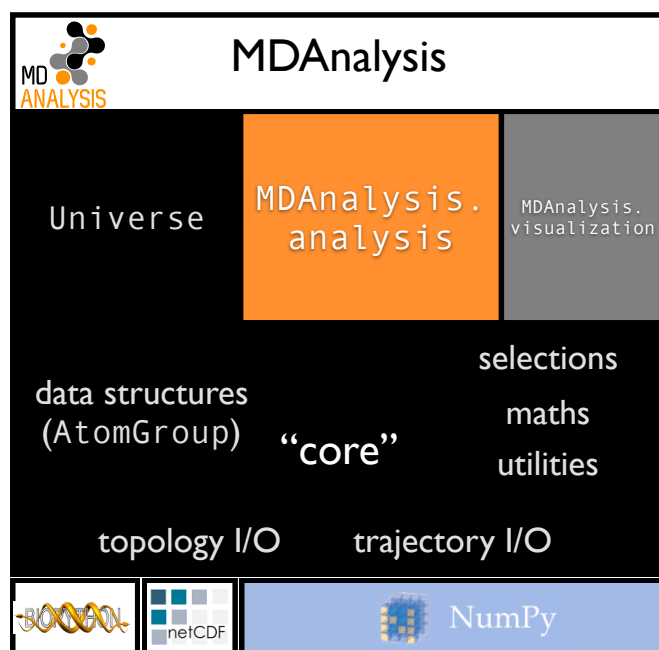 MD
ANALYSIS
MDAnalysis
Universe
MDAnalysis.
analysis
MDAnalysis.
visualization
data structures
(AtomGroup)
“core”
selections
maths
utilities
topology I/O
trajectory I/O
BIOPYTHON
netCDF
NumPy